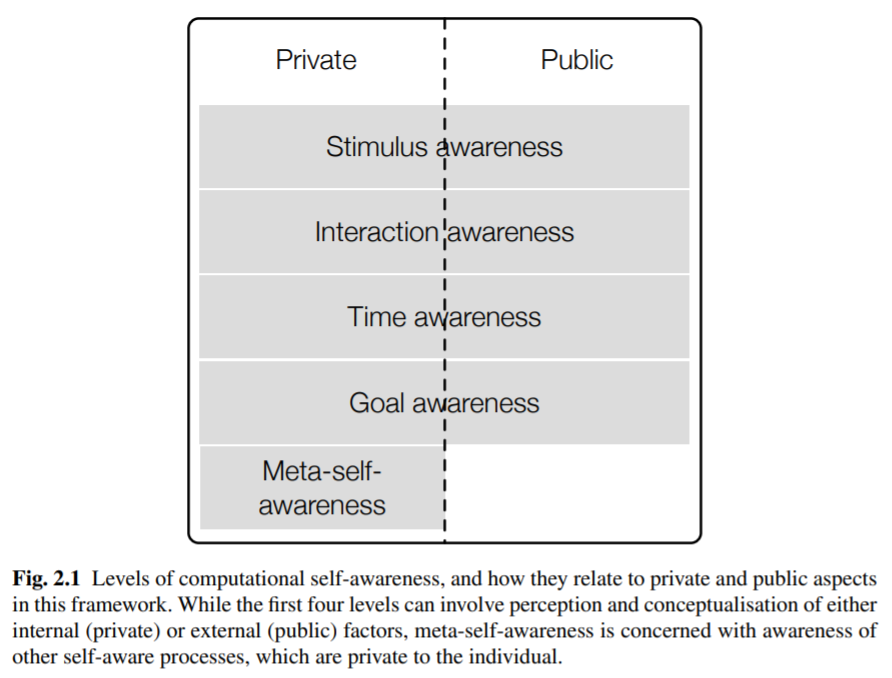 Private
Public
Stimulus awareness
Interaction awareness
Time awareness
Goal awareness
Meta-self-
awareness
Fig. 2.1 Levels of computational self-awareness, and how they relate to private and public aspects
in this framework. While the first four levels can involve perception and conceptualisation of either
internal (private) or external (public) factors, meta-self-awareness is concerned with awareness of
other self-aware processes, which are private to the individual.